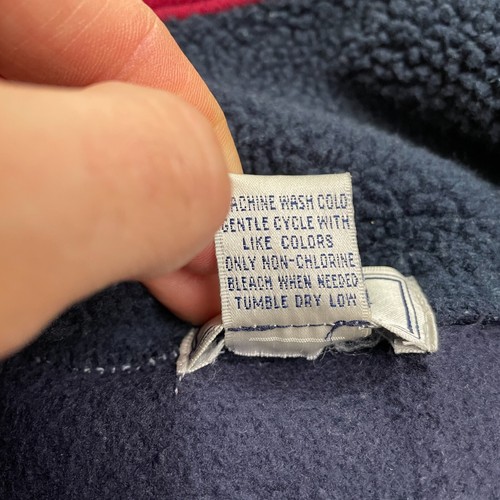 MACHINE WASH COLD
GENTLE CYCLE WITH
LIKE COLORS
ONLY NON-CHLORINE
BLEACH WHEN NEEDED
TUMBLE DRY LOW